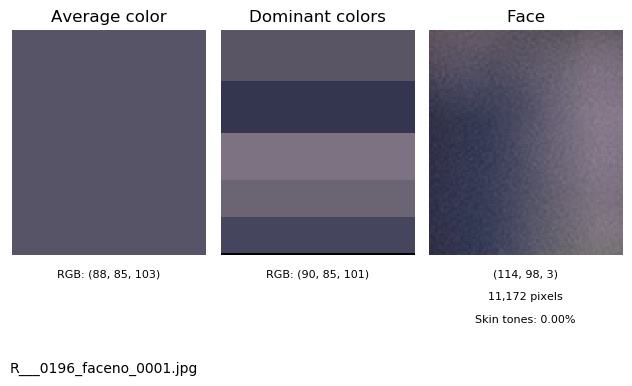 Average color
Dominant colors
Face
RGB: (88, 85, 103)
RGB: (90, 85, 101)
(114, 98, 3)
11,172 pixels
Skin tones: 0.00%
R___0196_faceno_0001.jpg